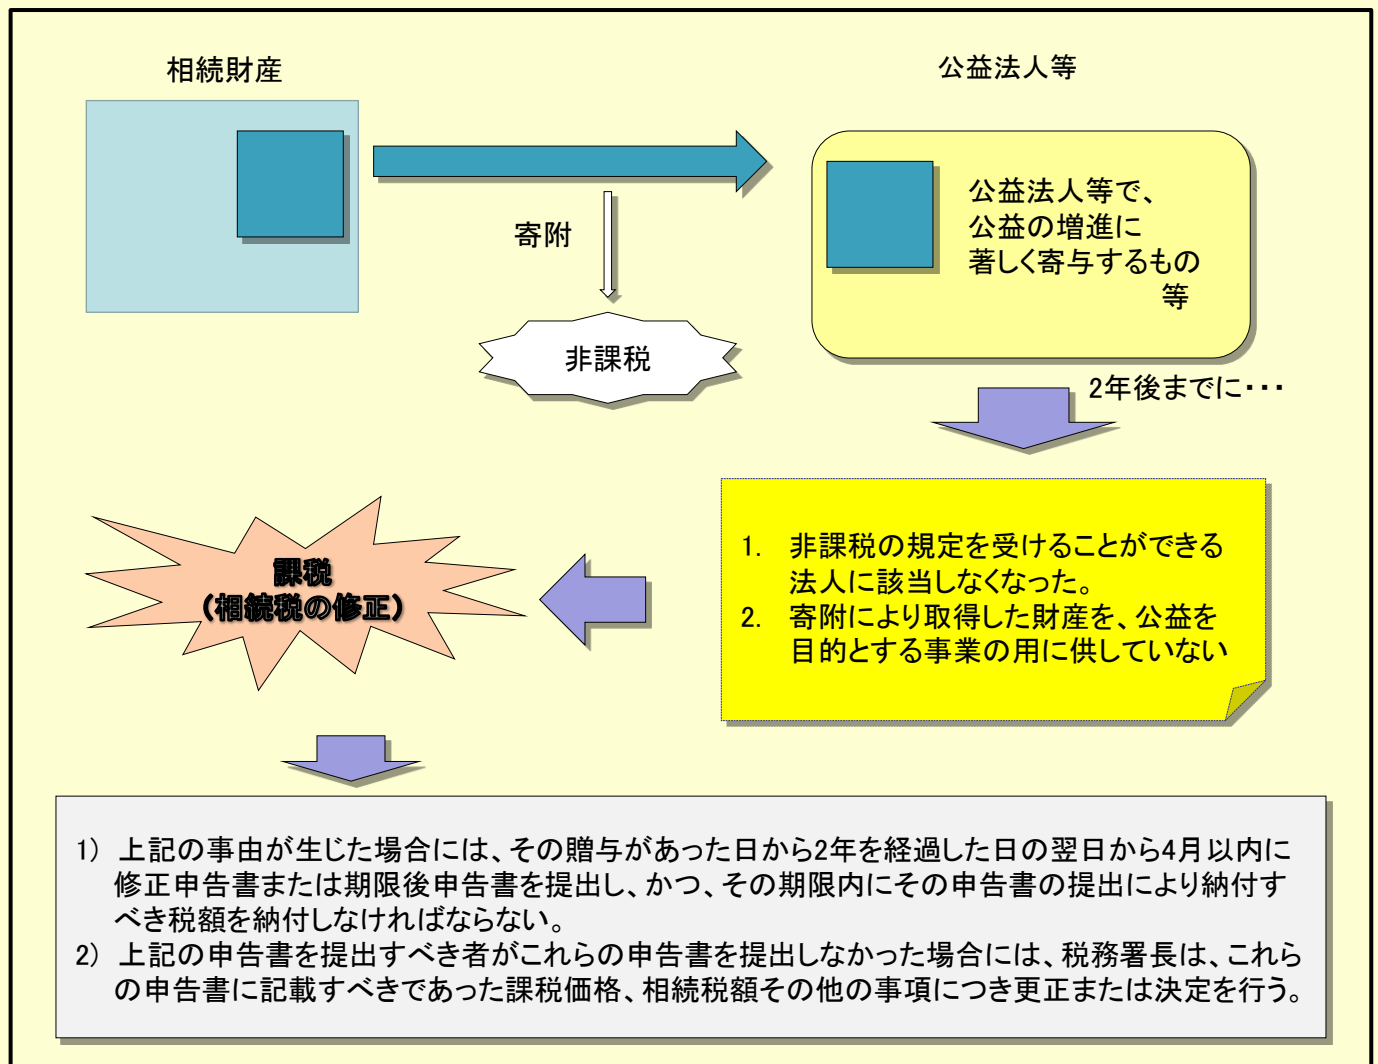 相続財産
公益法人等
公益法人等で、
公益の増進に
著しく寄与するもの
等
寄附
非課税
2年後までに・・・
1. 非課税の規定を受けることができる
法人に該当しなくなった。
2. 寄附により取得した財産を、公益を
目的とする事業の用に供していない
課税
（相続税の修正）
1） 上記の事由が生じた場合には、その贈与があった日から2年を経過した日の翌日から4月以内に
修正申告書または期限後申告書を提出し、かつ、その期限内にその申告書の提出により納付す
べき税額を納付しなければならない。
2） 上記の申告書を提出すべき者がこれらの申告書を提出しなかった場合には、税務署長は、これら
の申告書に記載すべきであった課税価格、相続税額その他の事項につき更正または決定を行う。